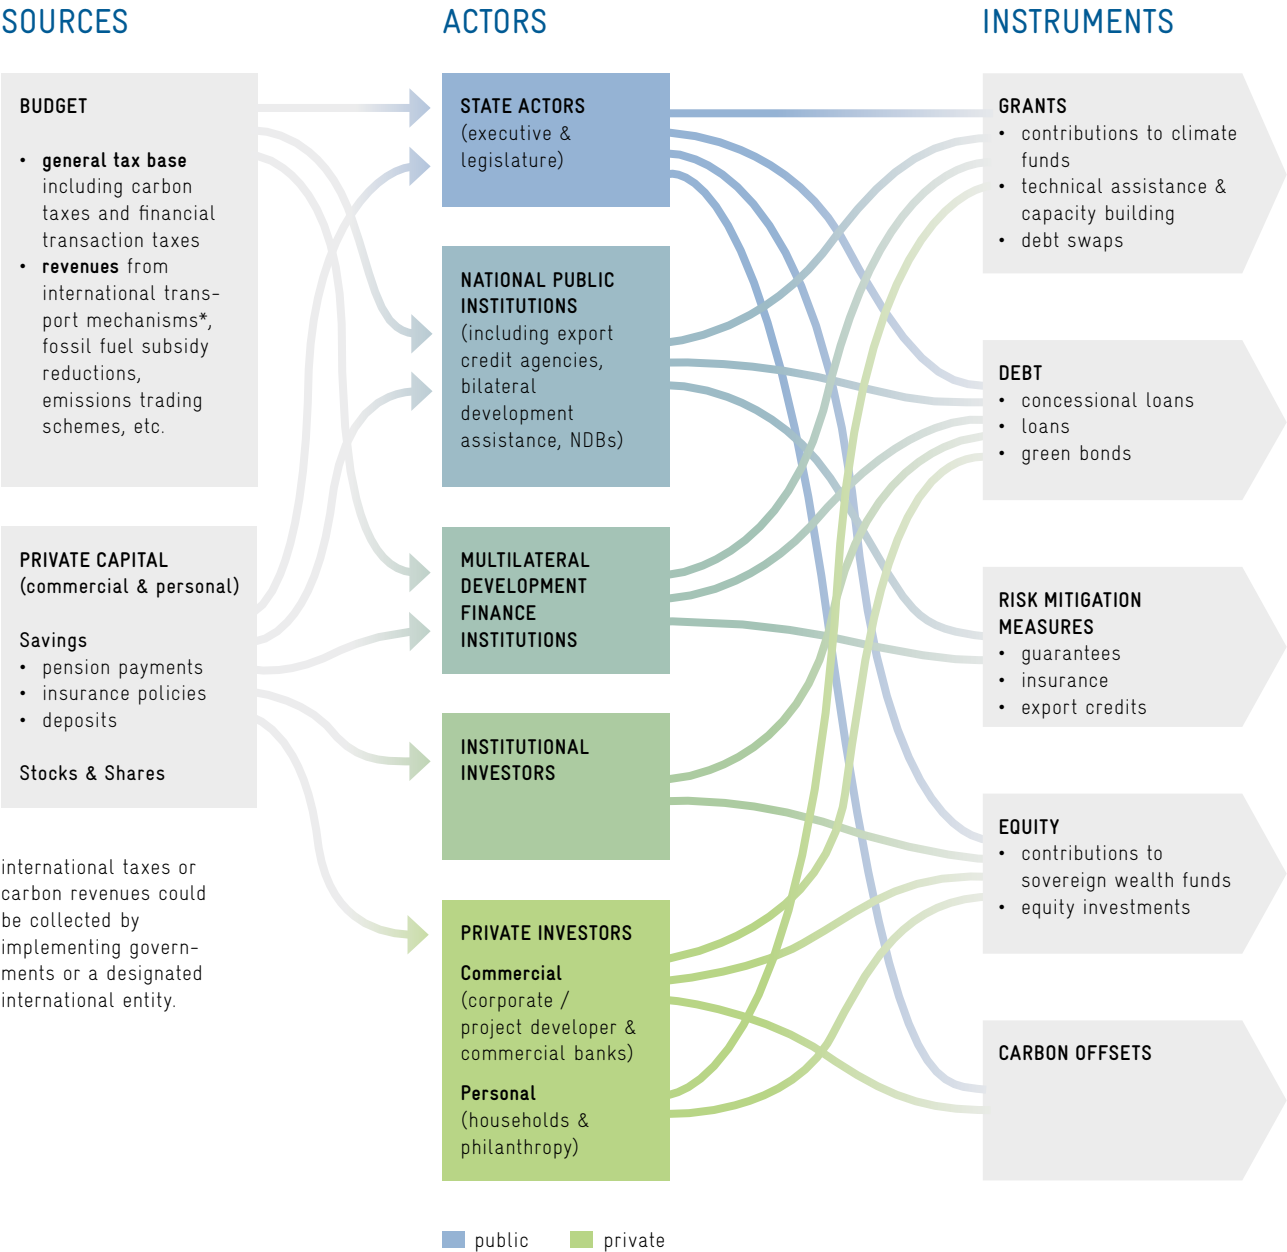 SOURCES
ACTORS
INSTRUMENTS
BUDGET
• general tax base
including carbon
taxes and financial
transaction taxes
• revenues from
international trans-
port mechanisms*,
fossil fuel subsidy
reductions,
emissions trading
schemes, etc.
PRIVATE CAPITAL
(commercial & personal)
Savings
• pension payments
• insurance policies
• deposits
Stocks & Shares
international taxes or
carbon revenues could
be collected by
implementing govern-
ments or a designated
international entity.
STATE ACTORS
(executive &
legislature)
NATIONAL PUBLIC
INSTITUTIONS
(including export
credit agencies,
bilateral
development
assistance, NDBs)
MULTILATERAL
DEVELOPMENT
FINANCE
INSTITUTIONS
INSTITUTIONAL
INVESTORS
PRIVATE INVESTORS
Commercial
(corporate /
project developer &
commercial banks)
Personal
(households &
philanthropy)
GRANTS
• contributions to climate
funds
• technical assistance &
capacity building
• debt swaps
DEBT
• concessional loans
• loans
• green bonds
RISK MITIGATION
MEASURES
• guarantees
• insurance
• export credits
EQUITY
• contributions to
sovereign wealth funds
• equity investments
CARBON OFFSETS
public
private